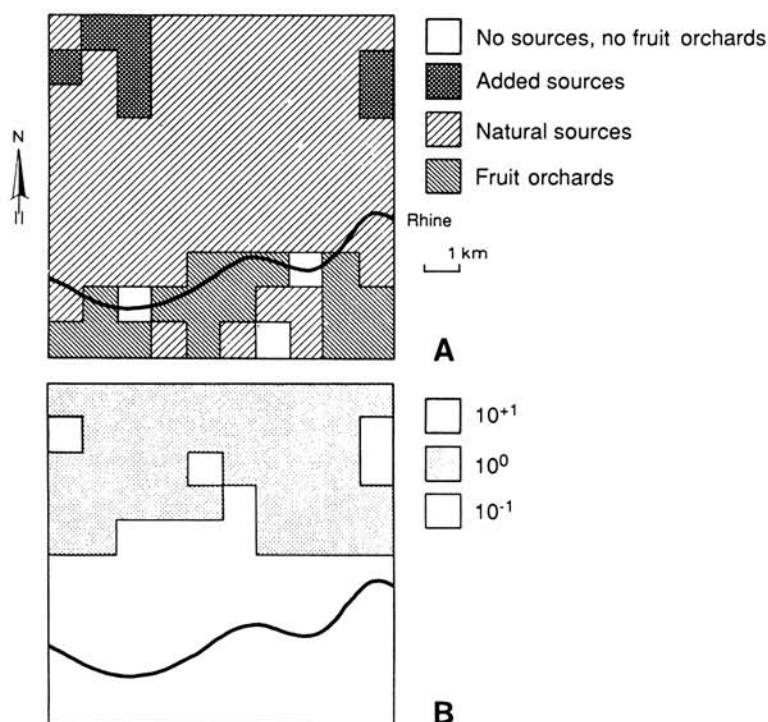 No sources, no fruit orchards
Added sources
N
Natural sources
Fruit orchards
Rhine
1 km
A
10⁺¹
10⁰
10⁻¹
B